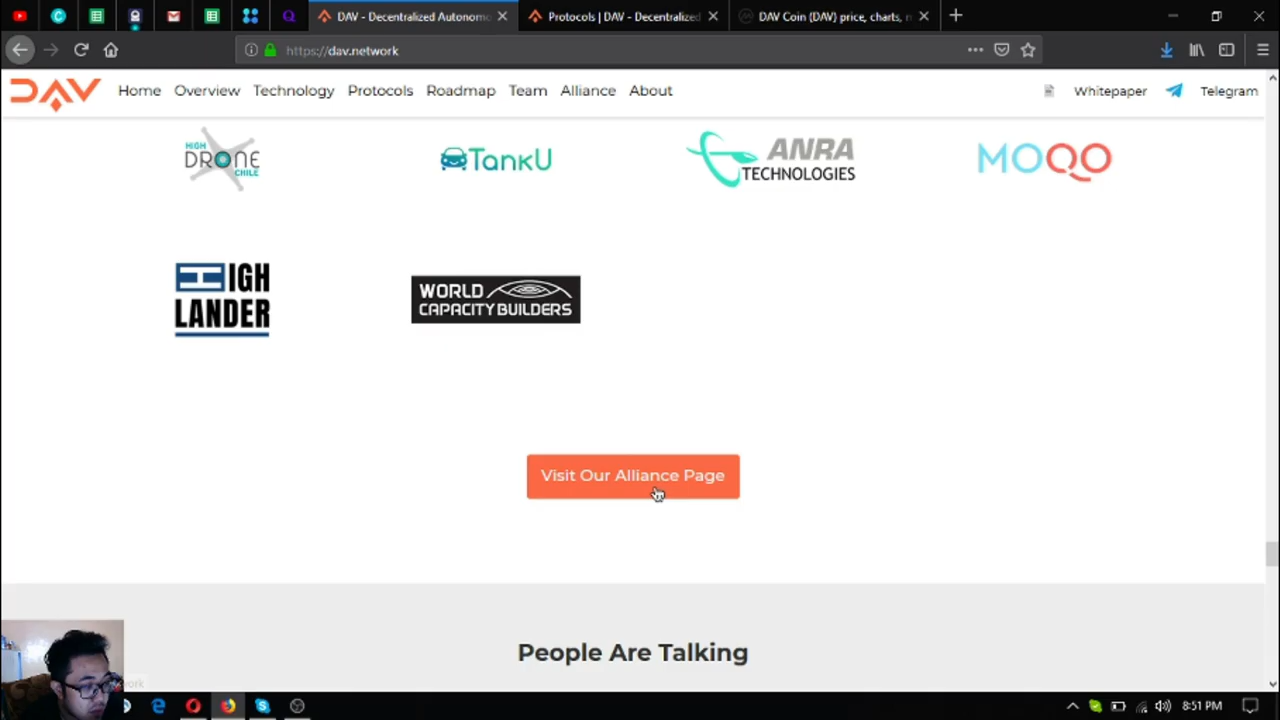 DAV - Decentralized Autonomo
Protocols | DAV - Decentralized
DAV Coin (DAV) price, charts,
https://dav.network
DAV
Home
Overview
Technology
Protocols
Roadmap
Team
Alliance
About
Whitepaper
Telegram
HIGH
DRONE
CHILE
TankU
ANRA
TECHNOLOGIES
MOQO
HIGH
LANDER
WORLD
CAPACITY BUILDERS
Visit Our Alliance Page
People Are Talking
8:51 PM